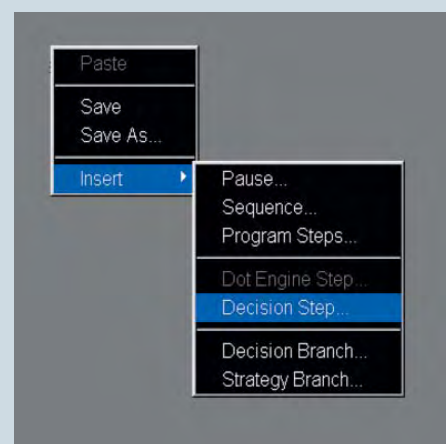 Paste
Save
Save As...
Insert
Pause...
Sequence...
Program Steps...
Dot Engine Step...
Decision Step...
Decision Branch...
Strategy Branch...